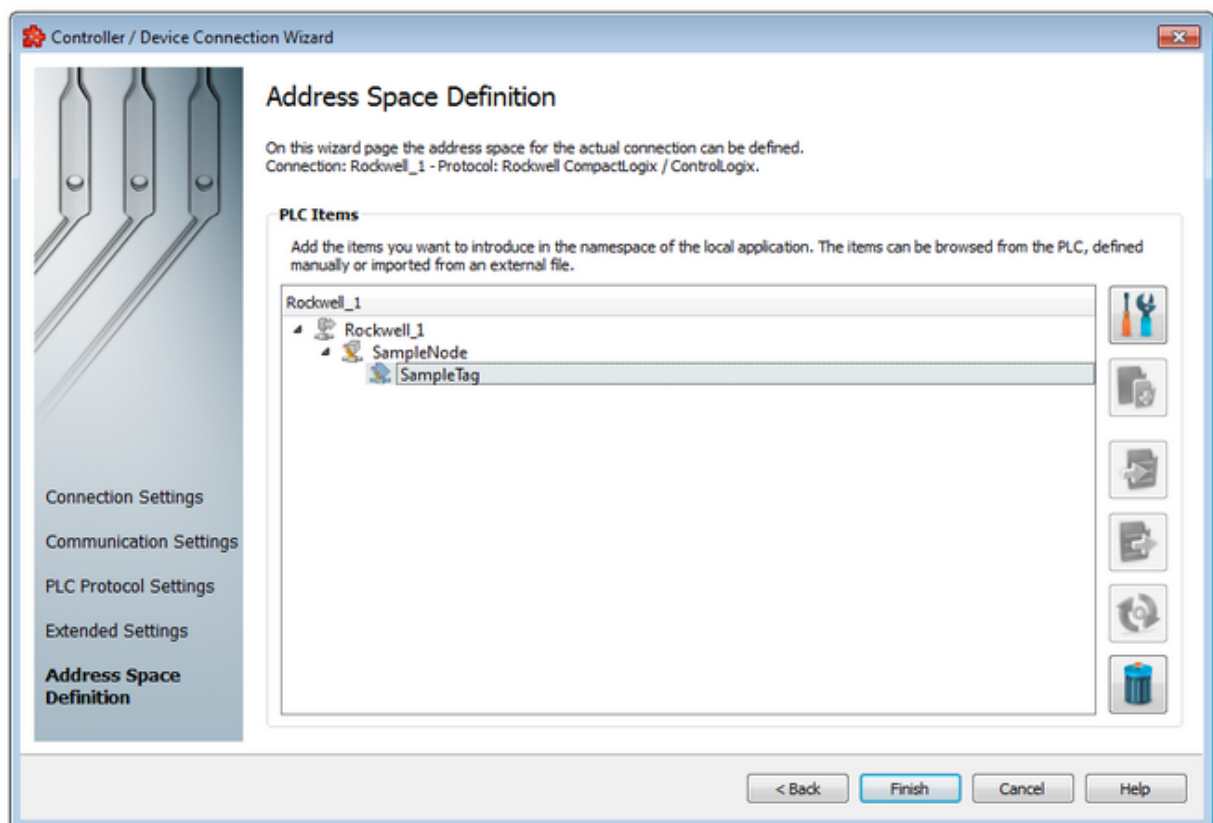 Controller / Device Connection Wizard
Address Space Definition
On this wizard page the address space for the actual connection can be defined.
Connection: Rockwell_1 - Protocol: Rockwell CompactLogix / ControlLogix.
PLC Items
Add the items you want to introduce in the namespace of the local application. The items can be browsed from the PLC, defined
manually or imported from an external file.
Rockwell_1
Rockwell_1
SampleNode
SampleTag
Connection Settings
Communication Settings
PLC Protocol Settings
Extended Settings
Address Space
Definition
< Back
Finish
Cancel
Help